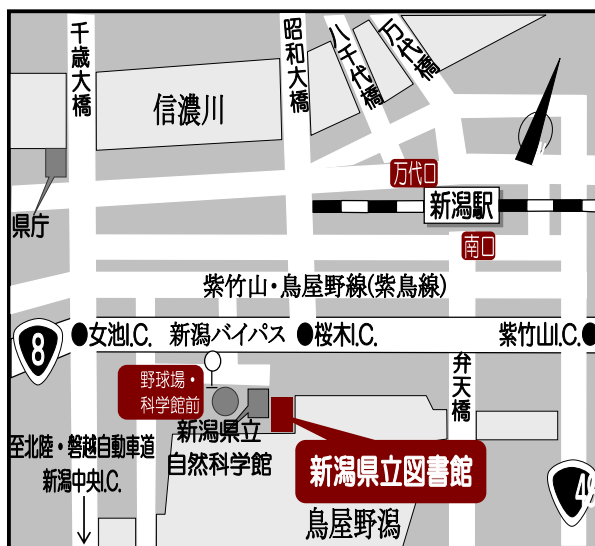 千歳大橋
昭和大橋
八千代橋
万代橋
信濃川
万代口
県庁
新潟駅
南口
紫竹山・鳥屋野線(紫鳥線)
8
女池I.C.
新潟バイパス
桜木I.C.
紫竹山I.C.
野球場・
科学館前
弁天橋
新潟県立
自然科学館
至北陸・磐越自動車道
新潟中央I.C.
新潟県立図書館
49
鳥屋野潟